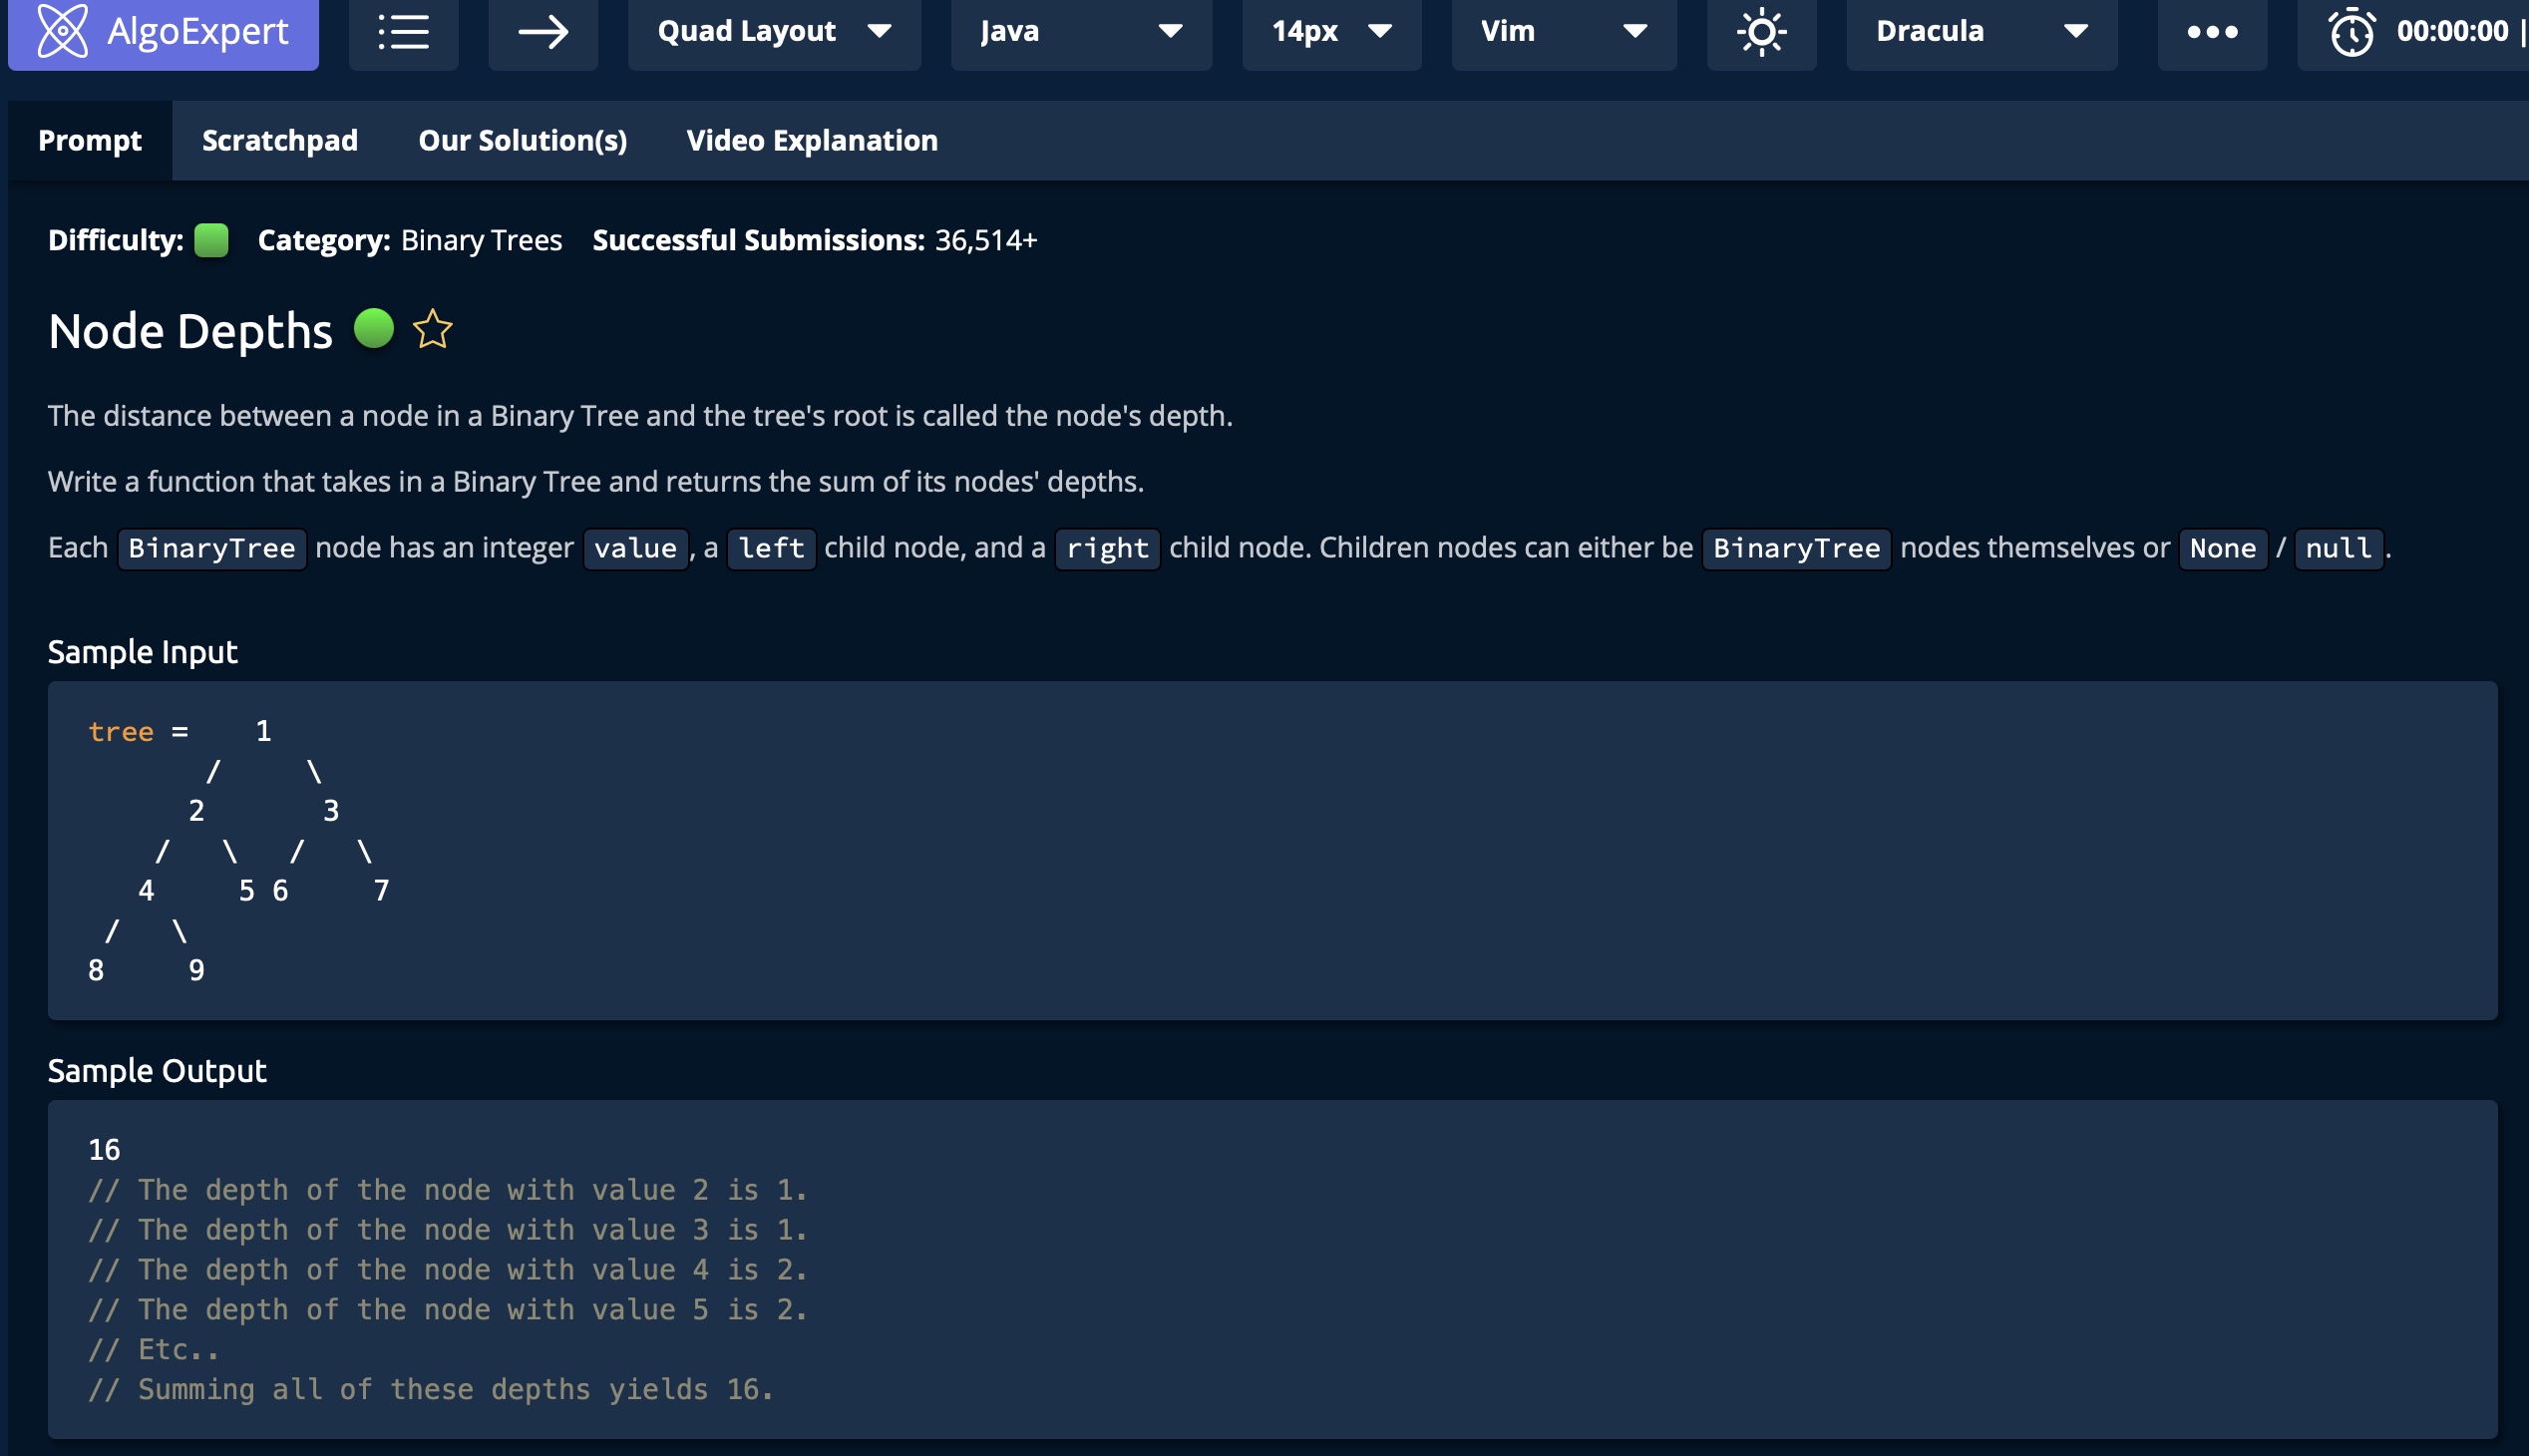 AlgoExpert Quad Layout Java 14px Vim Dracula 00:00:00 |
Prompt Scratchpad Our Solution(s) Video Explanation
Difficulty: Category: Binary Trees Successful Submissions: 36,514+
Node Depths
The distance between a node in a Binary Tree and the tree's root is called the node's depth.
Write a function that takes in a Binary Tree and returns the sum of its nodes' depths.
Each BinaryTree node has an integer value, a left child node, and a right child node. Children nodes can either be BinaryTree nodes themselves or None / null.
Sample Input
tree =    1
       /     \
      2       3
    /   \   /   \
   4     5 6     7
 /   \
8     9
Sample Output
16
// The depth of the node with value 2 is 1.
// The depth of the node with value 3 is 1.
// The depth of the node with value 4 is 2.
// The depth of the node with value 5 is 2.
// Etc..
// Summing all of these depths yields 16.